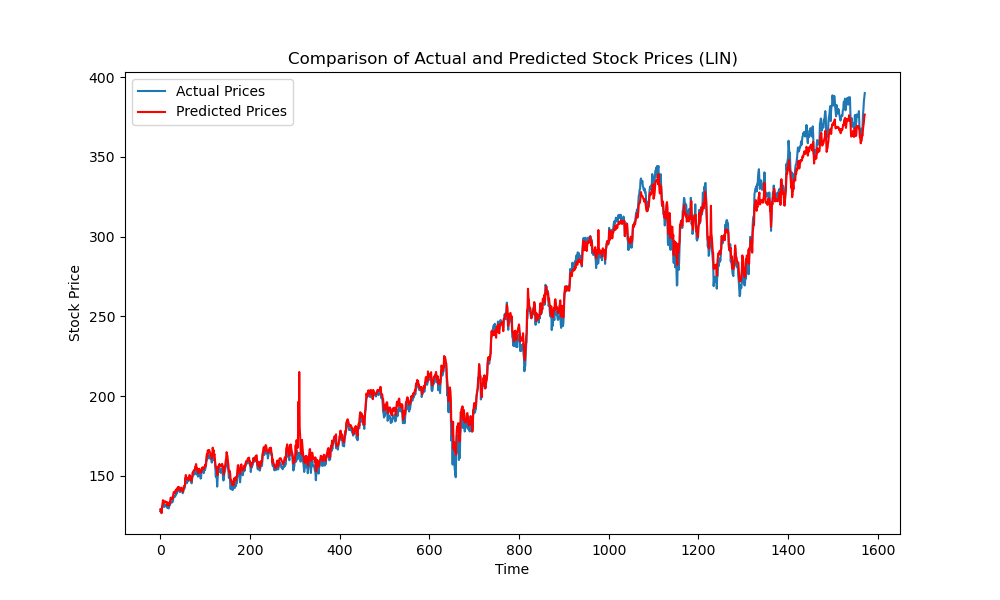 Comparison of Actual and Predicted Stock Prices (LIN)
Actual Prices
Predicted Prices
400
350
300
250
200
150
Stock Price
0 200 400 600 800 1000 1200 1400 1600
Time